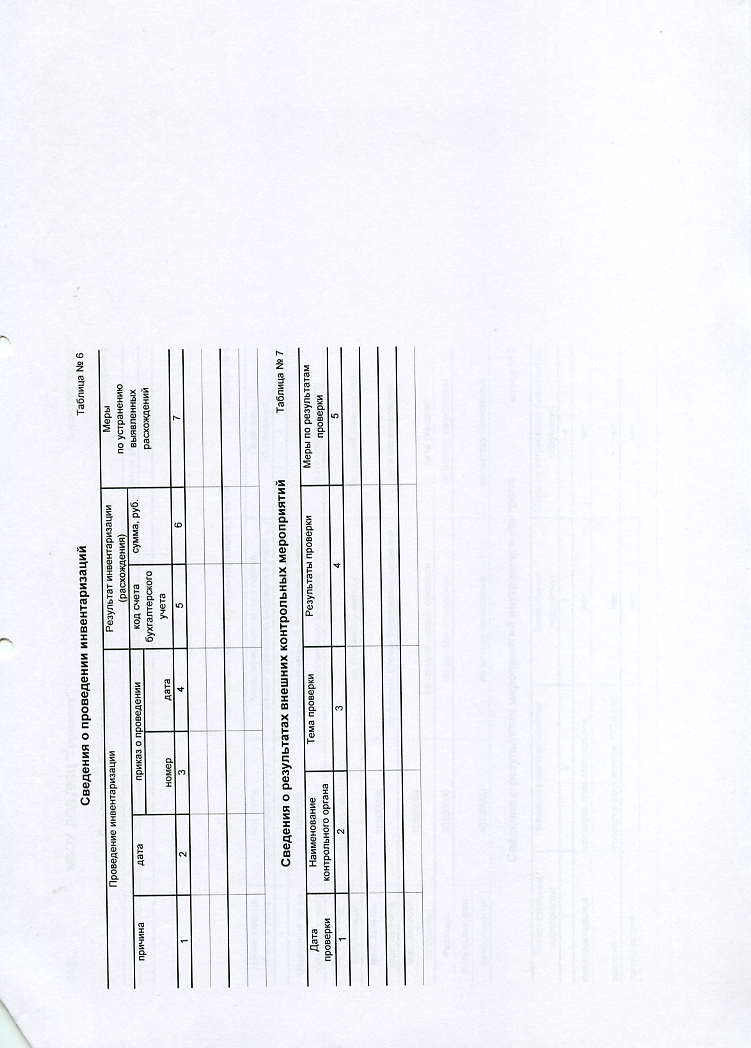 Таблица № 6
Сведения о проведении инвентаризаций
Проведение инвентаризации
Результат инвентаризации
(расхождения)
Меры
по устранению
выявленных
расхождений
причина
дата
приказ о проведении
код счета
бухгалтерского
учета
сумма, руб.
номер
дата
1 2 3 4 5 6 7
Таблица № 7
Сведения о результатах внешних контрольных мероприятий
Дата
проверки
Наименование
контрольного органа
Тема проверки
Результаты проверки
Меры по результатам
проверки
1 2 3 4 5